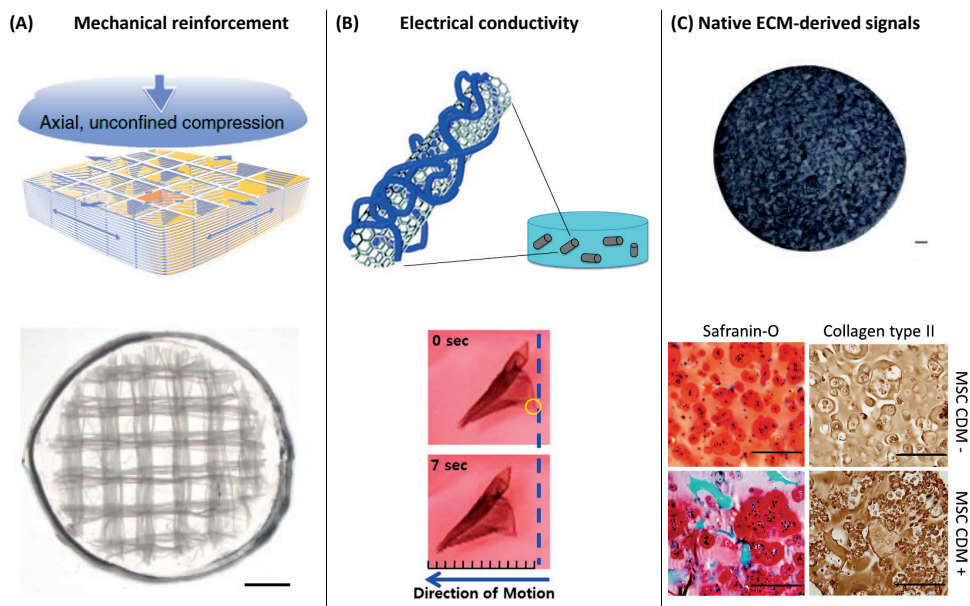 (A) Mechanical reinforcement
Axial, unconfined compression
(B) Electrical conductivity
0 sec
7 sec
Direction of Motion
(C) Native ECM-derived signals
Safranin-O Collagen type II
MSC CDM -
MSC CDM +